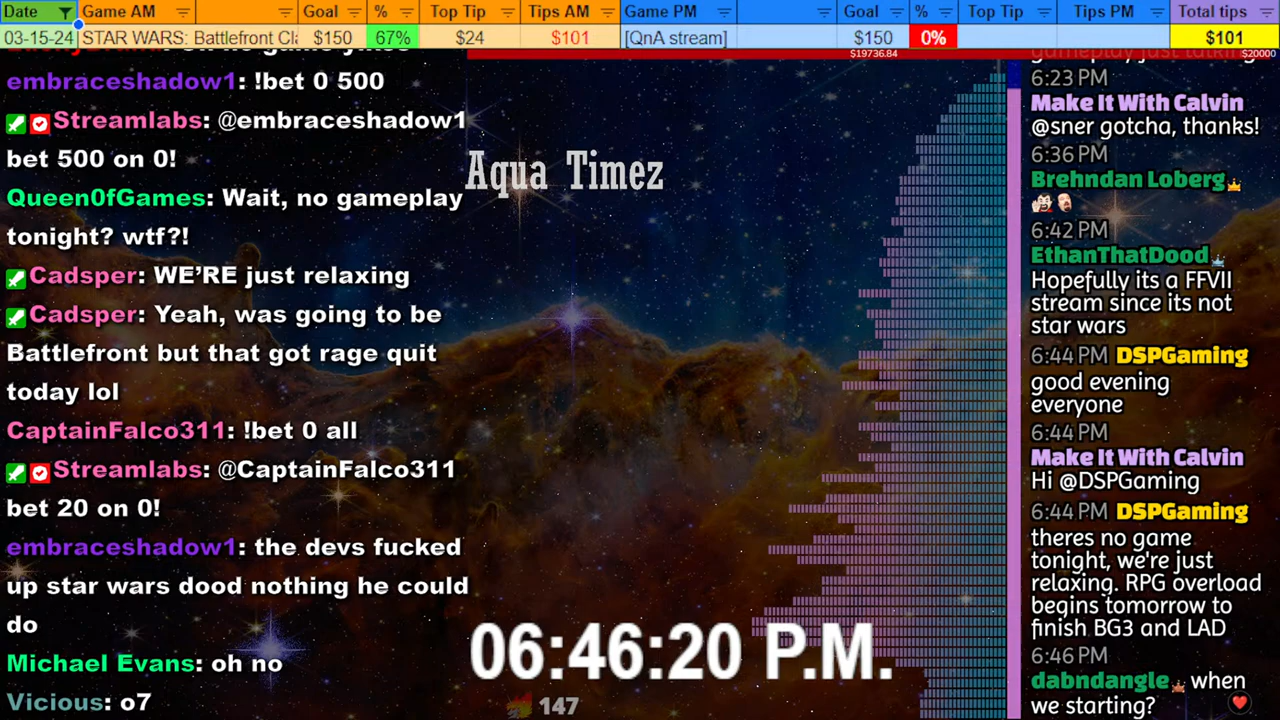 Date Game AM Goal % Top Tip Tips AM Game PM Goal % Top Tip Tips PM Total tips
03-15-24 STAR WARS: Battlefront Cla $150 67% $24 $101 [QnA stream] $150 0% $101
$19736.84 $20000
embraceshadow1: !bet 0 500
Streamlabs: @embraceshadow1
bet 500 on 0!
Queen0fGames: Wait, no gameplay
tonight? wtf?!
Cadsper: WE’RE just relaxing
Cadsper: Yeah, was going to be
Battlefront but that got rage quit
today lol
CaptainFalco311: !bet 0 all
Streamlabs: @CaptainFalco311
bet 20 on 0!
embraceshadow1: the devs fucked
up star wars dood nothing he could
do
Michael Evans: oh no
Vicious: o7
Aqua Timez
06:46:20 P.M.
147
gameplay just talking
6:23 PM
Make It With Calvin
@sner gotcha, thanks!
6:36 PM
Brehndan Loberg
6:42 PM
EthanThatDood
Hopefully its a FFVII
stream since its not
star wars
6:44 PM DSPGaming
good evening
everyone
6:44 PM
Make It With Calvin
Hi @DSPGaming
6:44 PM DSPGaming
theres no game
tonight, we're just
relaxing. RPG overload
begins tomorrow to
finish BG3 and LAD
6:46 PM
dabndangle when
we starting?